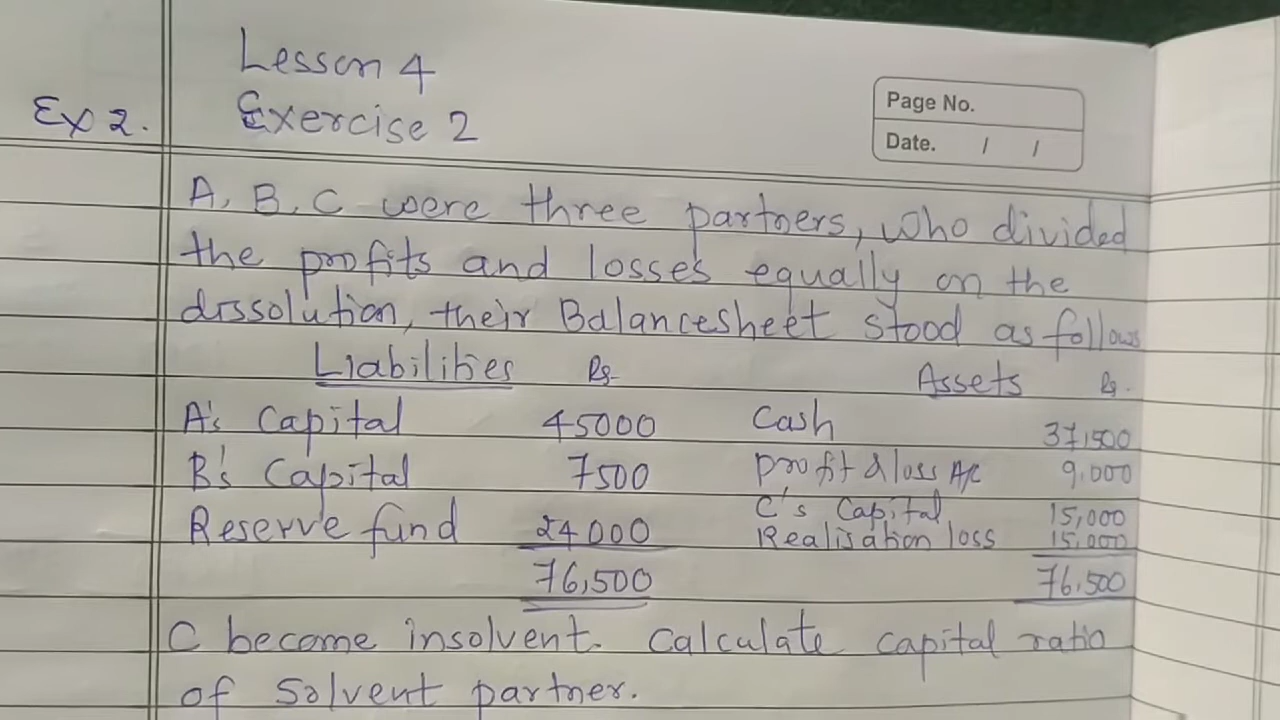 Lesson 4
Ex 2. Exercise 2
Page No.
Date. / /
A, B, C were three partners, who divided
the profits and losses equally on the
dissolution, their Balancesheet stood as follows
Liabilities Rs. Assets Rs.
A's Capital 45000 Cash 37,500
B's Capital 7500 profit & loss A/c 9,000
Reserve fund 24000 C's Capital 15,000
Realisation loss 15,000
76,500 76,500
C become insolvent. Calculate capital ratio
of solvent partner.